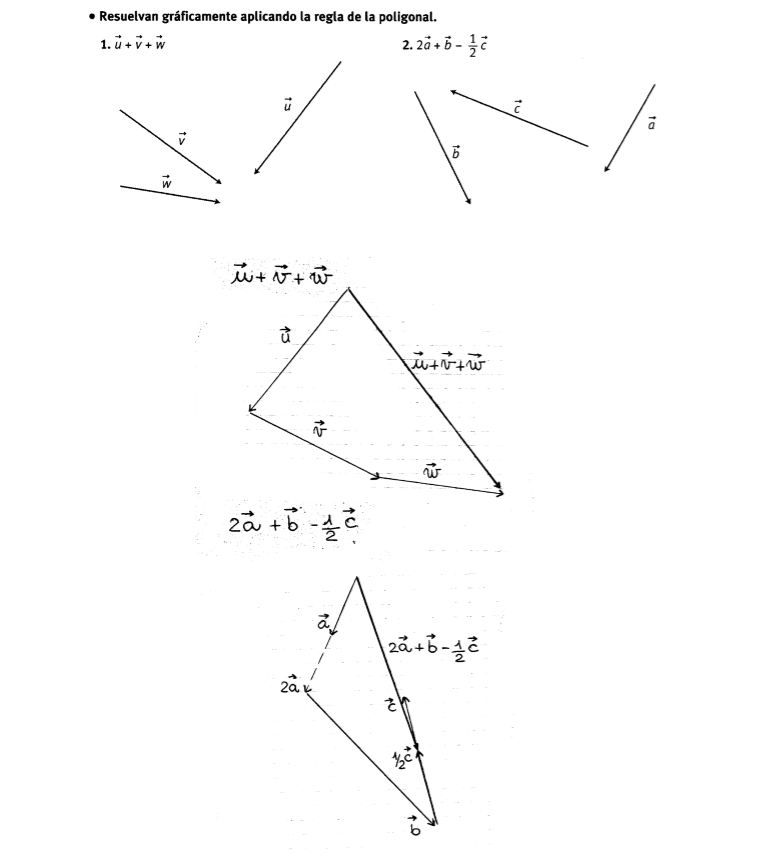 • Resuelvan gráficamente aplicando la regla de la poligonal.
1. u⃗ + v⃗ + w⃗
2. 2a⃗ + b⃗ – 1/2 c⃗
u⃗
v⃗
w⃗
c⃗
a⃗
b⃗
u⃗ + v⃗ + w⃗
u⃗
u⃗+v⃗+w⃗
v⃗
w⃗
2a⃗ + b⃗ - 1/2 c⃗
a⃗
2a⃗+b⃗-1/2 c⃗
2a⃗
c⃗
1/2c⃗
b⃗